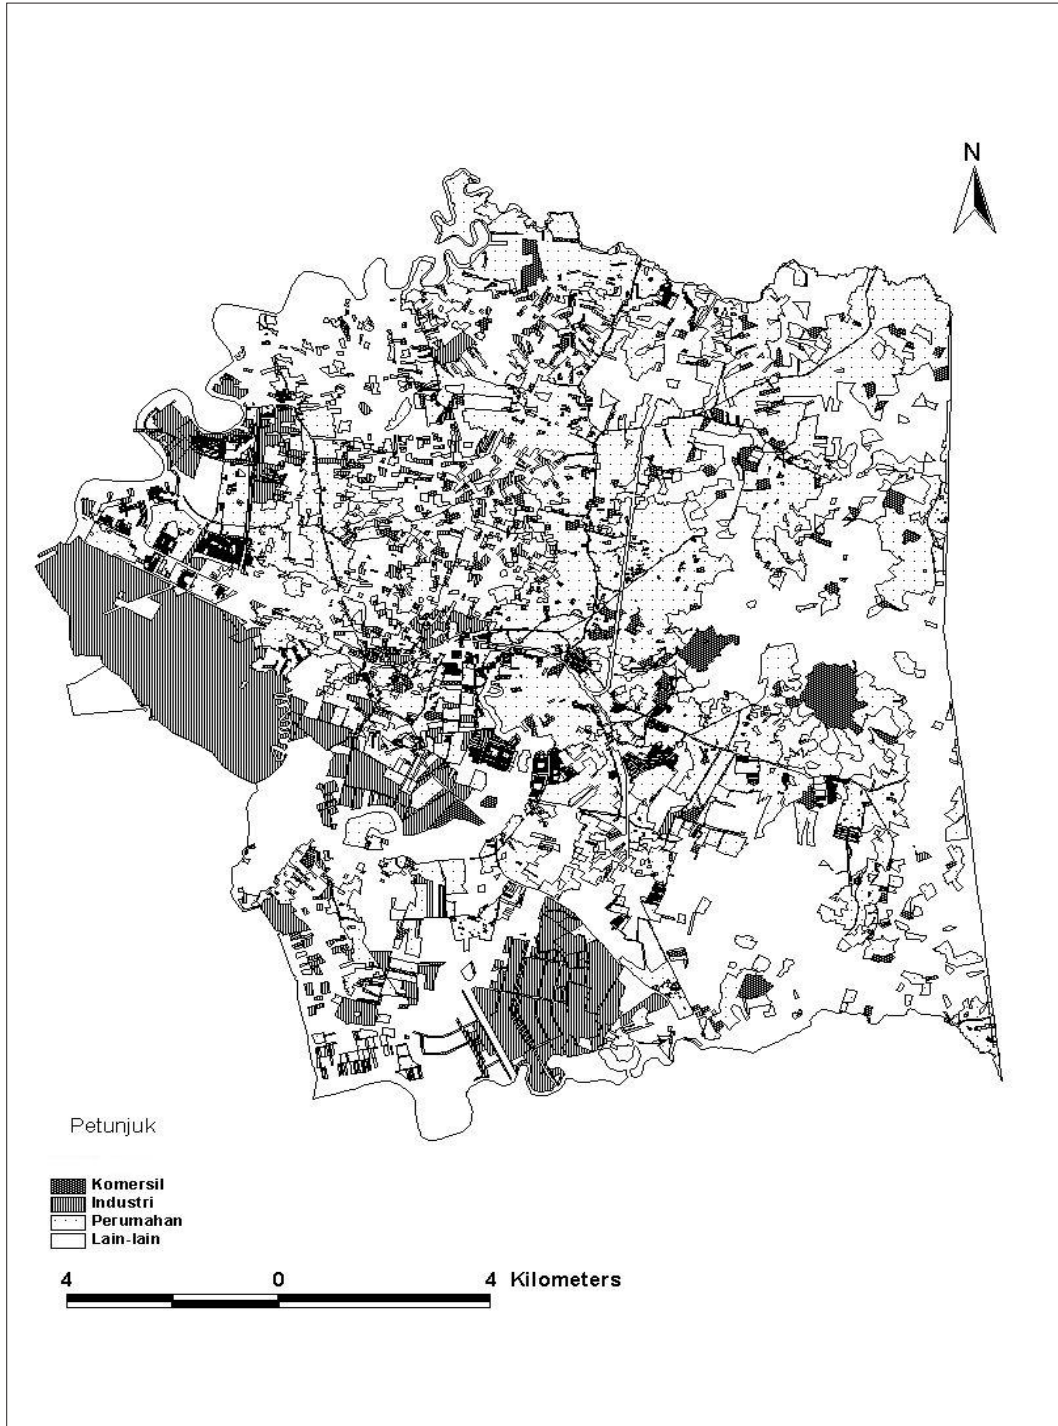 N
Petunjuk
Komersil
Industri
Perumahan
Lain-lain
4 0 4 Kilometers